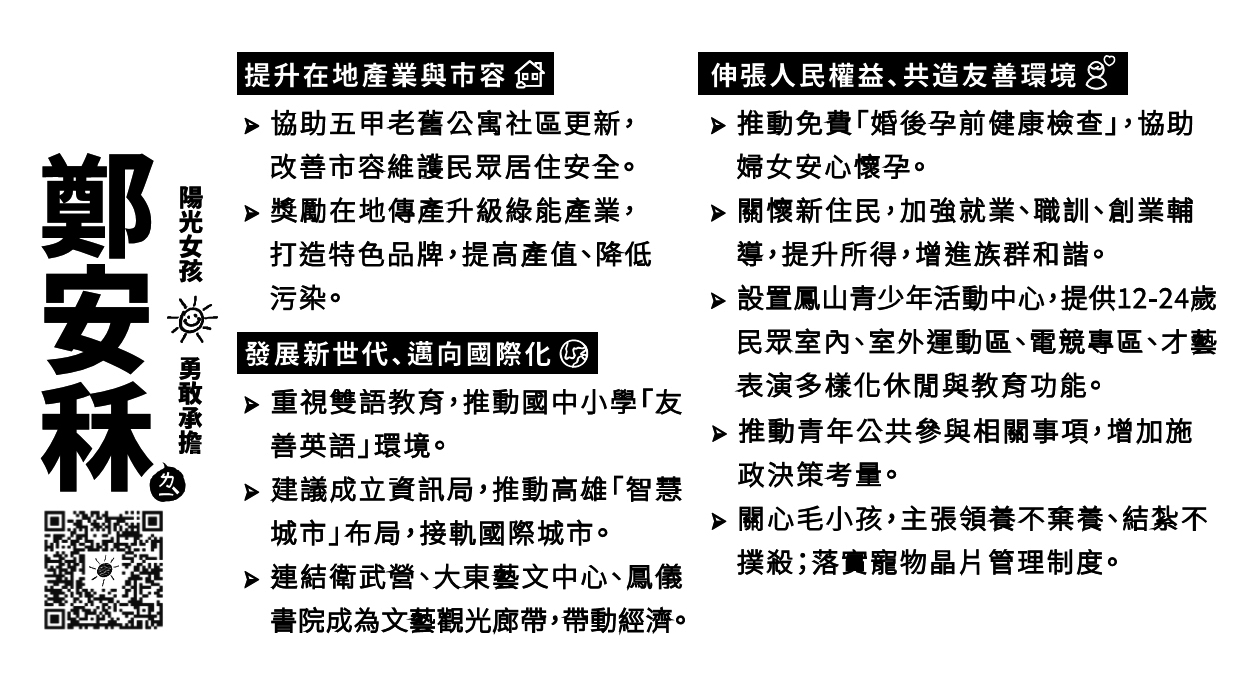 鄭安秝
ㄌㄧˋ
陽光女孩
勇敢承擔
提升在地產業與市容
➢ 協助五甲老舊公寓社區更新，
改善市容維護民眾居住安全。
➢ 獎勵在地傳產升級綠能產業，
打造特色品牌，提高產值、降低
污染。
發展新世代、邁向國際化
➢ 重視雙語教育，推動國中小學「友
善英語」環境。
➢ 建議成立資訊局，推動高雄「智慧
城市」布局，接軌國際城市。
➢ 連結衛武營、大東藝文中心、鳳儀
書院成為文藝觀光廊帶，帶動經濟。
伸張人民權益、共造友善環境
➢ 推動免費「婚後孕前健康檢查」，協助
婦女安心懷孕。
➢ 關懷新住民，加強就業、職訓、創業輔
導，提升所得，增進族群和諧。
➢ 設置鳳山青少年活動中心，提供12-24歲
民眾室內、室外運動區、電競專區、才藝
表演多樣化休閒與教育功能。
➢ 推動青年公共參與相關事項，增加施
政決策考量。
➢ 關心毛小孩，主張領養不棄養、結紮不
撲殺；落實寵物晶片管理制度。